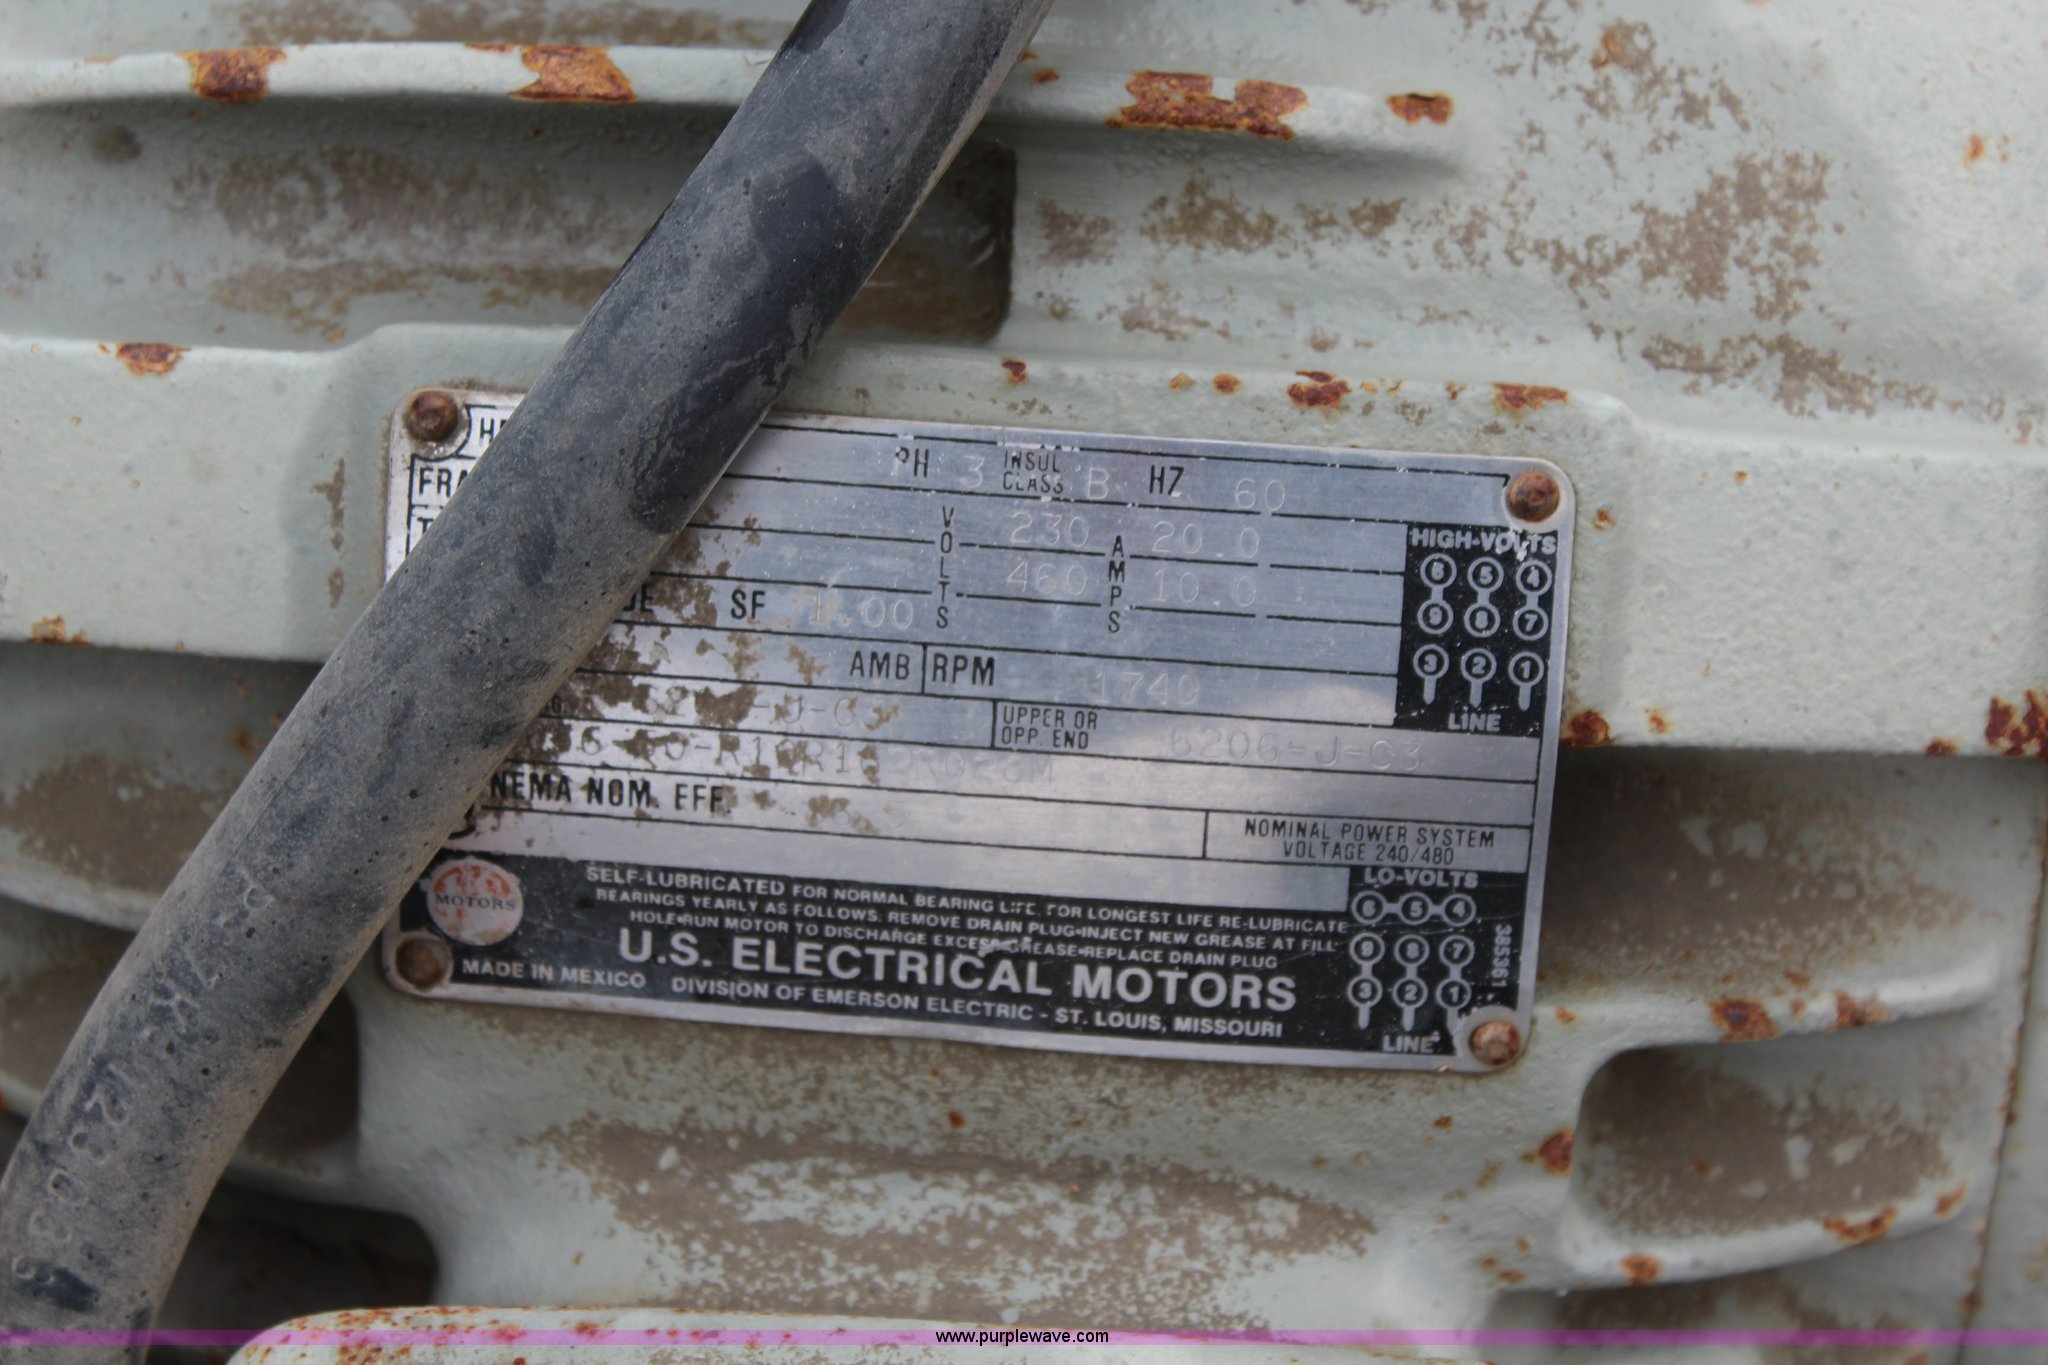 PH 3 INSUL CLASS B HZ 60
VOLTS 230 AMPS 20.0
460 10.0
SF 1.00
HIGH-VOLTS
6 5 4
9 8 7
3 2 1
LINE
AMB RPM 1740
UPPER OR OPP. END 6206-J-C3
NEMA NOM. EFF.
NOMINAL POWER SYSTEM
VOLTAGE 240/480
LO-VOLTS
6 5 4
9 8 7
3 2 1
LINE
385361
MOTORS
SELF-LUBRICATED FOR NORMAL BEARING LIFE. FOR LONGEST LIFE RE-LUBRICATE
BEARINGS YEARLY AS FOLLOWS: REMOVE DRAIN PLUG•INJECT NEW GREASE AT FILL
HOLE•RUN MOTOR TO DISCHARGE EXCESS GREASE•REPLACE DRAIN PLUG
U.S. ELECTRICAL MOTORS
MADE IN MEXICO DIVISION OF EMERSON ELECTRIC - ST. LOUIS, MISSOURI
www.purplewave.com